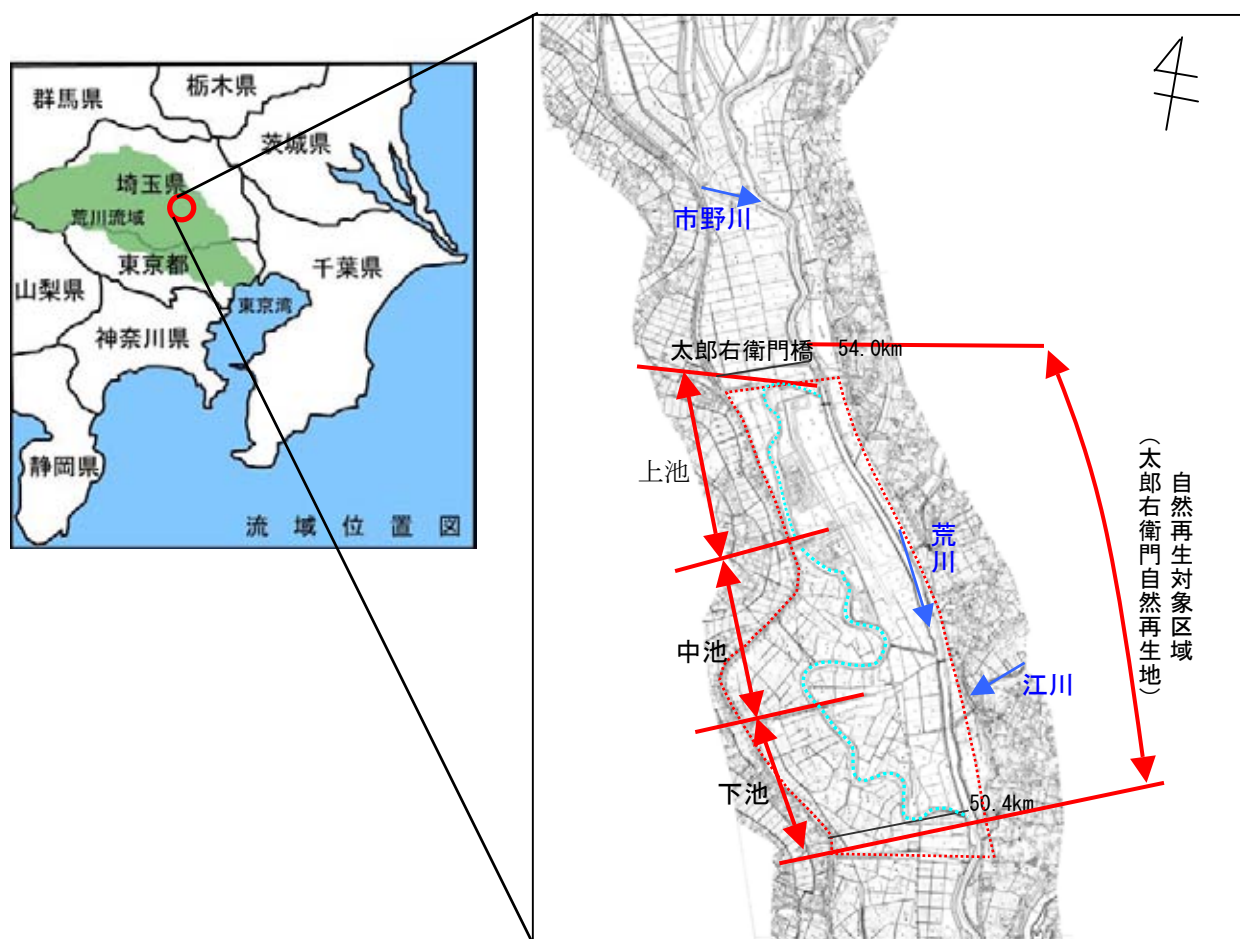 群馬県
栃木県
茨城県
埼玉県
荒川流域
東京都
千葉県
山梨県
東京湾
神奈川県
静岡県
流域位置図
市野川
太郎右衛門橋
54.0km
上池
荒川
中池
江川
下池
50.4km
自然再生対象区域
（太郎右衛門自然再生地）